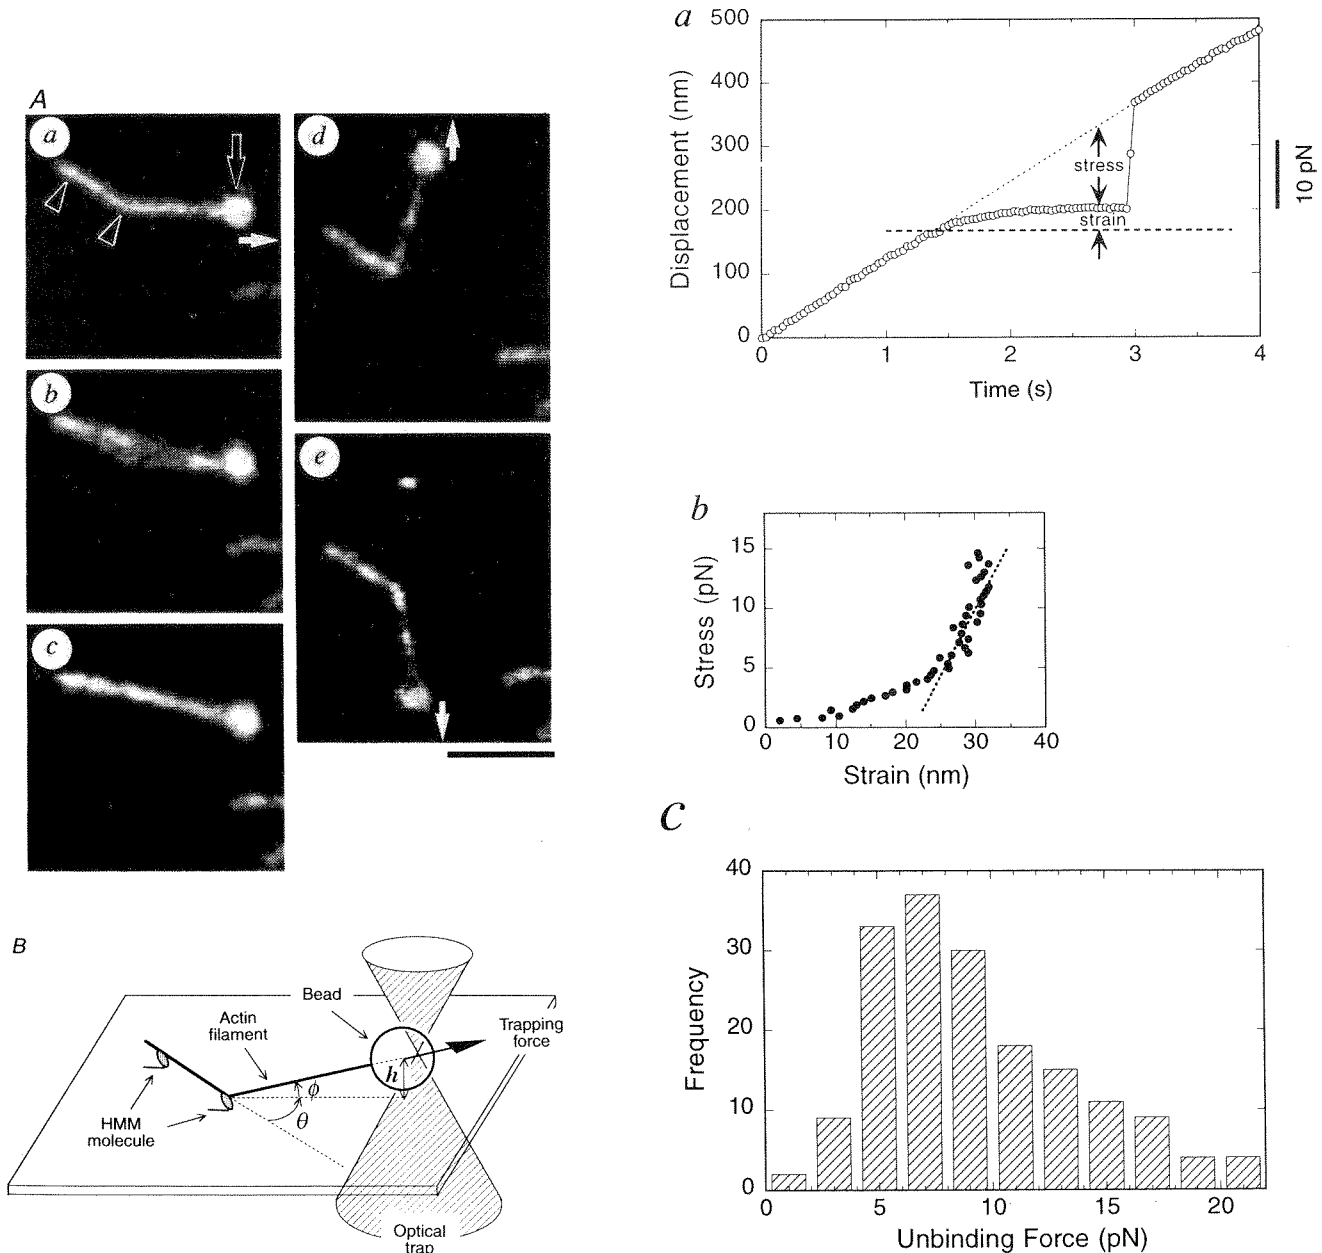 A
a
b
c
d
e
B
Bead
Actin
filament
Trapping
force
h
ϕ
θ
HMM
molecule
Optical
trap
a
500
400
300
200
100
0
Displacement (nm)
stress
strain
10 pN
0
1
2
3
4
Time (s)
b
15
10
5
0
Stress (pN)
0
10
20
30
40
Strain (nm)
c
40
30
20
10
0
Frequency
0
5
10
15
20
Unbinding Force (pN)